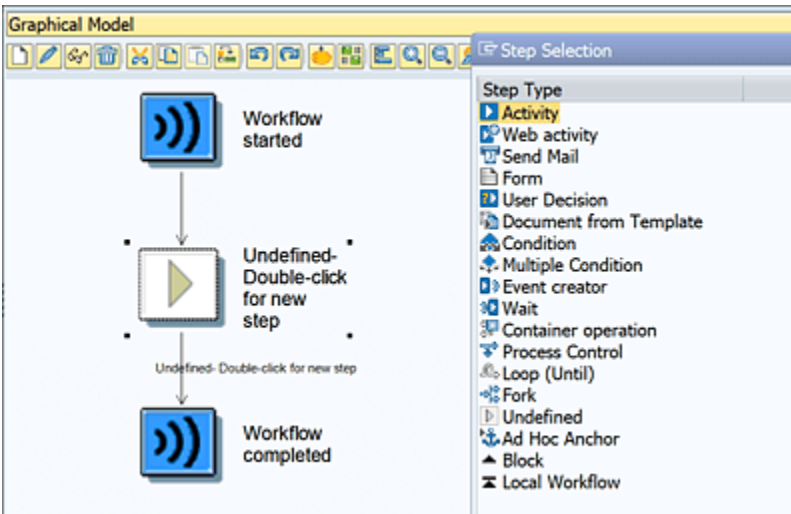 Graphical Model
Workflow
started
Undefined-
Double-click
for new
step
Undefined- Double-click for new step
Workflow
completed
Step Selection
Step Type
Activity
Web activity
Send Mail
Form
User Decision
Document from Template
Condition
Multiple Condition
Event creator
Wait
Container operation
Process Control
Loop (Until)
Fork
Undefined
Ad Hoc Anchor
Block
Local Workflow